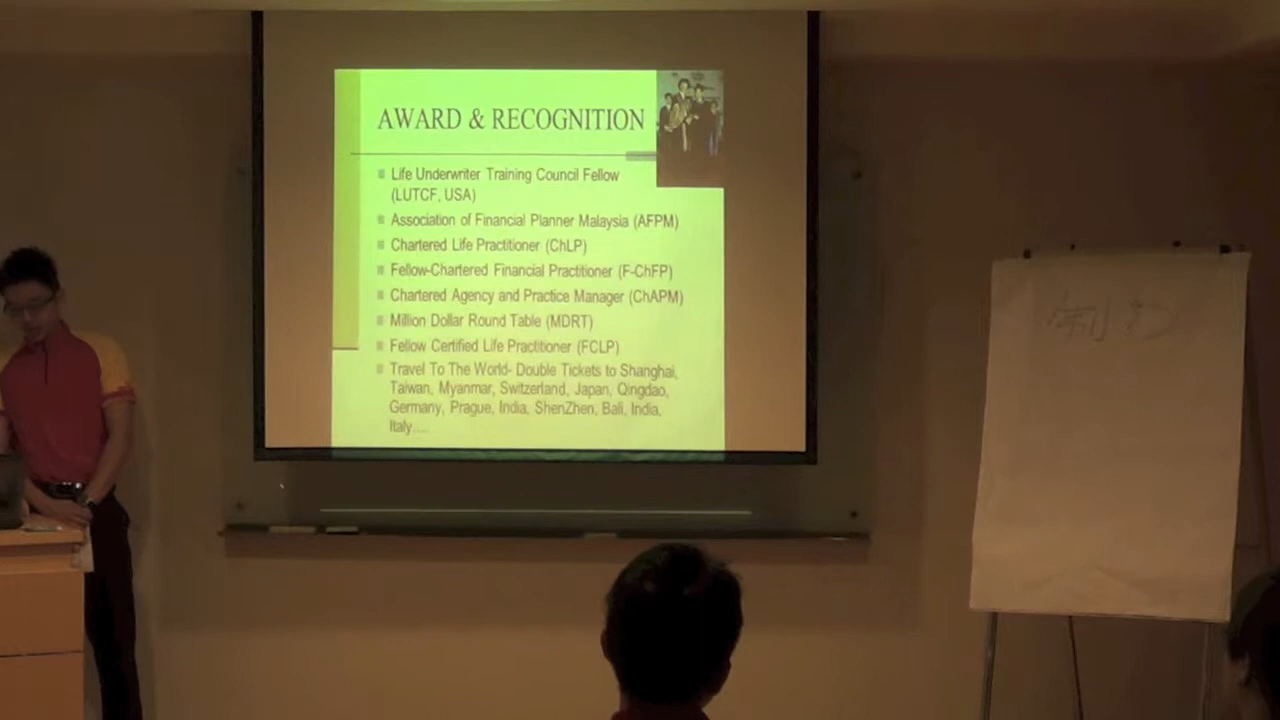 AWARD & RECOGNITION
Life Underwriter Training Council Fellow
(LUTCF, USA)
Association of Financial Planner Malaysia (AFPM)
Chartered Life Practitioner (ChLP)
Fellow-Chartered Financial Practitioner (F-ChFP)
Chartered Agency and Practice Manager (ChAPM)
Million Dollar Round Table (MDRT)
Fellow Certified Life Practitioner (FCLP)
Travel To The World- Double Tickets to Shanghai,
Taiwan, Myanmar, Switzerland, Japan, Qingdao,
Germany, Prague, India, ShenZhen, Bali, India,
Italy....